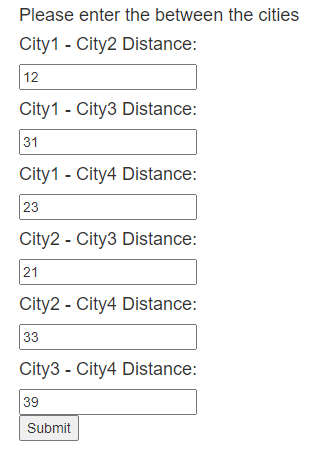 Please enter the between the cities
City1 - City2 Distance:
12
City1 - City3 Distance:
31
City1 - City4 Distance:
23
City2 - City3 Distance:
21
City2 - City4 Distance:
33
City3 - City4 Distance:
39
Submit